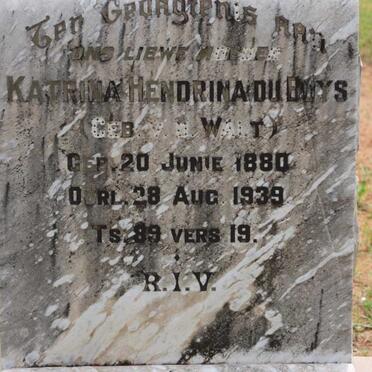 Ter Gedagtenis aan
ons liewe Moeder
Katrina Hendrina du Buys
(Geb. v.d. Walt)
Geb. 20 Junie 1880
Oorl. 28 Aug 1939
Ts. 89 vers 19.
R.I.V.